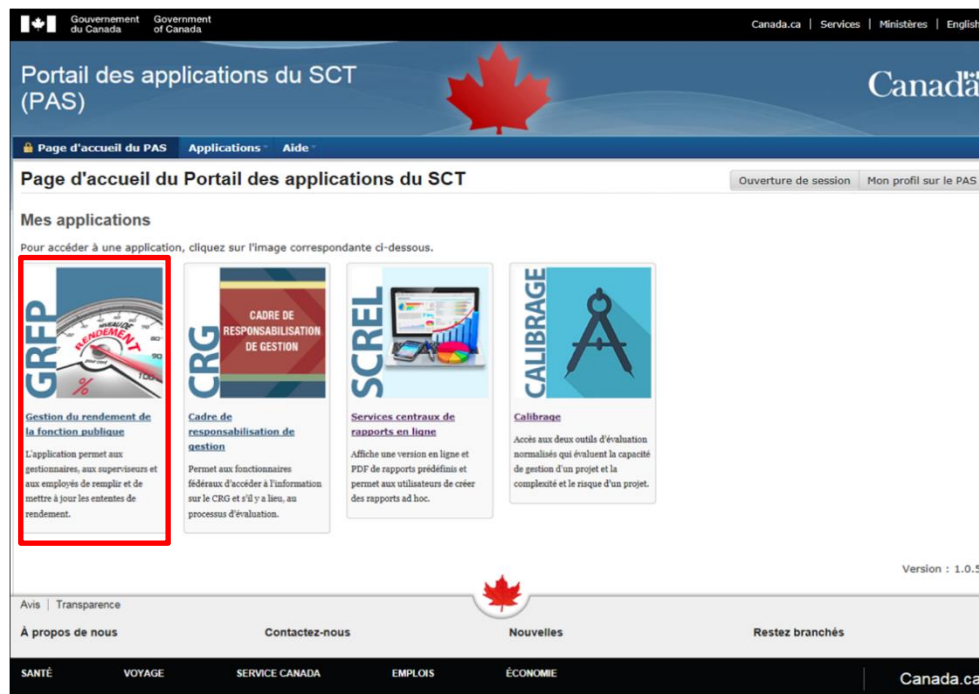 Gouvernement du Canada
Government of Canada
Canada.ca | Services | Ministères | English
Portail des applications du SCT
(PAS)
Canada
Page d'accueil du PAS Applications Aide
Page d'accueil du Portail des applications du SCT
Ouverture de session Mon profil sur le PAS
Mes applications
Pour accéder à une application, cliquez sur l'image correspondante ci-dessous.
GRFP
NIVEAU DE
RENDEMENT
%
Gestion du rendement de
la fonction publique
L'application permet aux
gestionnaires, aux superviseurs et
aux employés de remplir et de
mettre à jour les ententes de
rendement.
CRG
CADRE DE
RESPONSABILISATION
DE GESTION
Cadre de
responsabilisation de
gestion
Permet aux fonctionnaires
fédéraux d'accéder à l'information
sur le CRG et s'il y a lieu, au
processus d'évaluation.
SCREL
Services centraux de
rapports en ligne
Affiche une version en ligne et
PDF de rapports prédéfinis et
permet aux utilisateurs de créer
des rapports ad hoc.
CALIBRAGE
Calibrage
Accès aux deux outils d'évaluation
normalisés qui évaluent la capacité
de gestion d'un projet et la
complexité et le risque d'un projet.
Version : 1.0.5
Avis | Transparence
À propos de nous Contactez-nous Nouvelles Restez branchés
SANTÉ VOYAGE SERVICE CANADA EMPLOIS ÉCONOMIE
Canada.ca